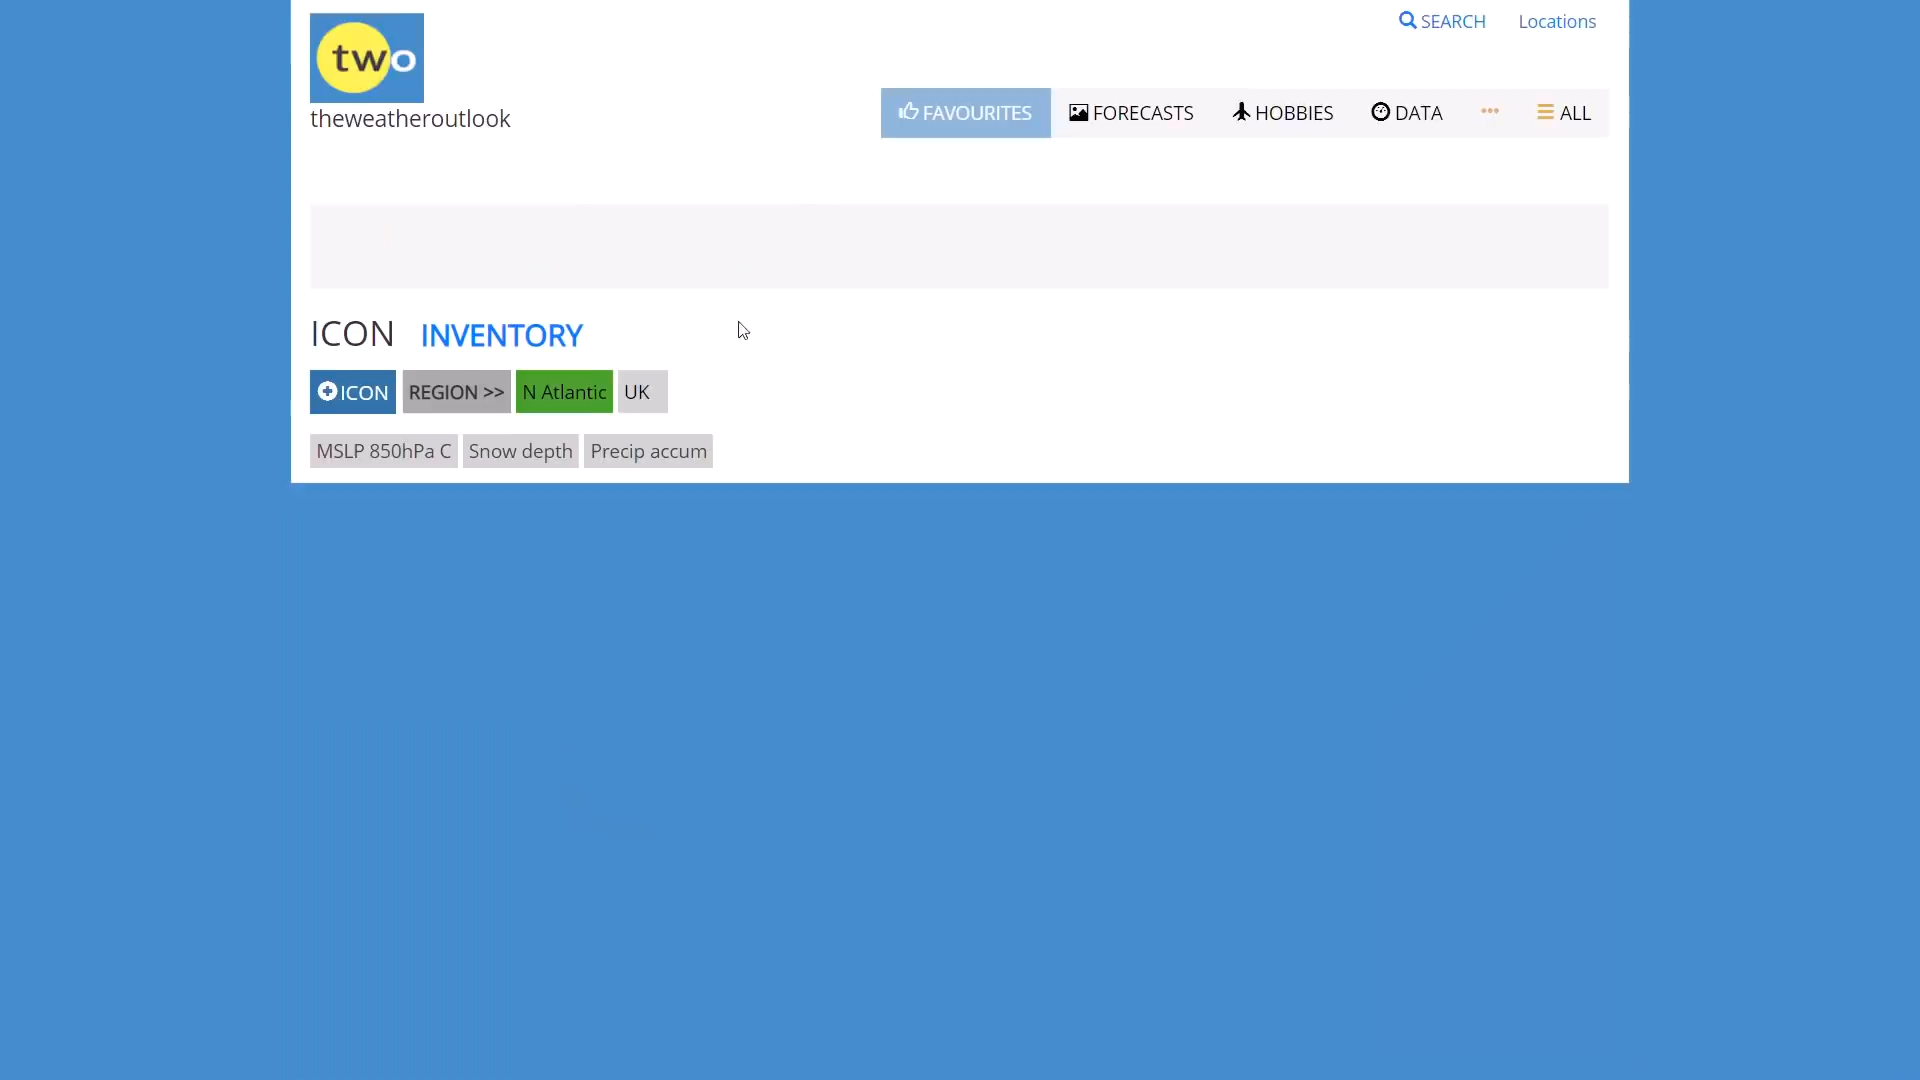 SEARCH Locations
two
theweatheroutlook
FAVOURITES FORECASTS HOBBIES DATA ••• ALL
ICON INVENTORY
ICON REGION >> N Atlantic UK
MSLP 850hPa C Snow depth Precip accum